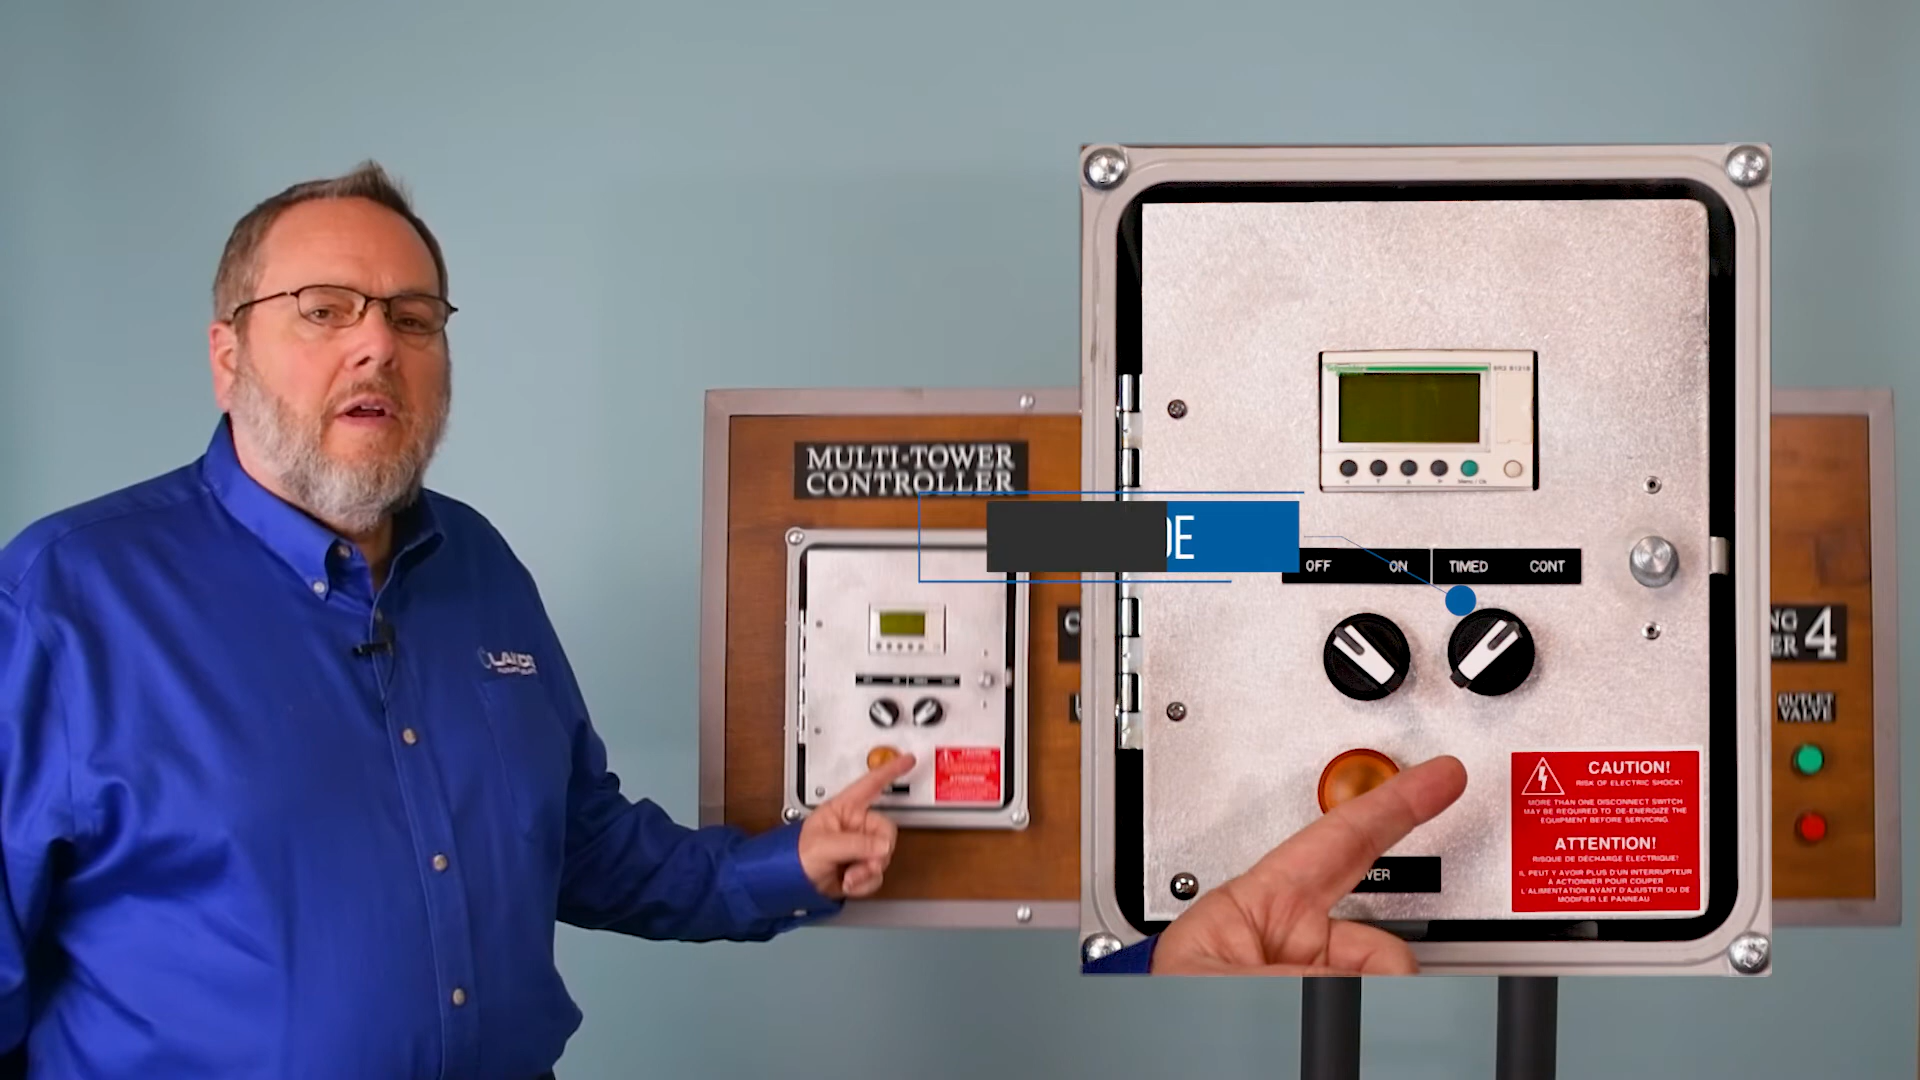 MULTI-TOWER
CONTROLLER
DE
OFF ON TIMED CONT
CAUTION!
RISK OF ELECTRIC SHOCK!
MORE THAN ONE DISCONNECT SWITCH
MAY BE REQUIRED TO DE-ENERGIZE THE
EQUIPMENT BEFORE SERVICING.
ATTENTION!
RISQUE DE DÉCHARGE ÉLECTRIQUE!
IL PEUT Y AVOIR PLUS D'UN INTERRUPTEUR
À ACTIONNER POUR COUPER
L'ALIMENTATION AVANT D'AJUSTER OU DE
MODIFIER LE PANNEAU
4
OUTLET
VALVE